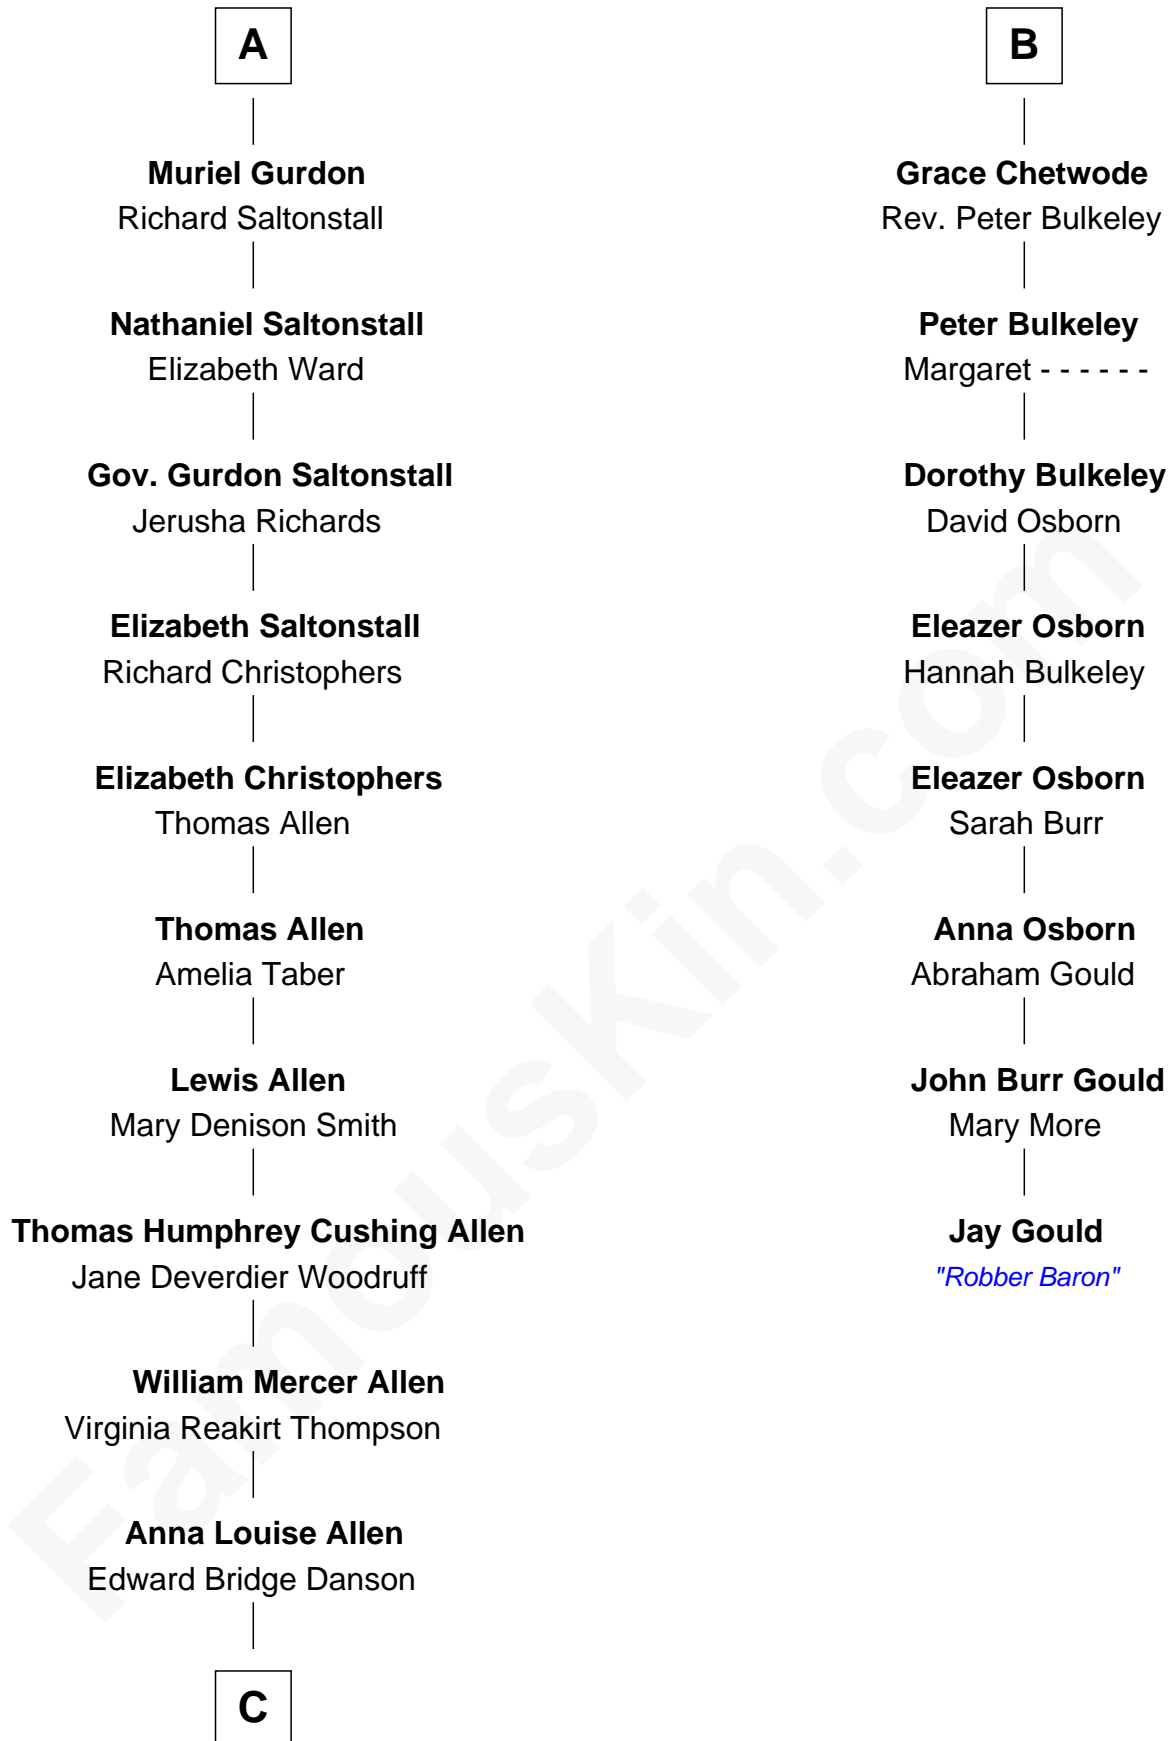 A
Muriel Gurdon
Richard Saltonstall
Nathaniel Saltonstall
Elizabeth Ward
Gov. Gurdon Saltonstall
Jerusha Richards
Elizabeth Saltonstall
Richard Christophers
Elizabeth Christophers
Thomas Allen
Thomas Allen
Amelia Taber
Lewis Allen
Mary Denison Smith
Thomas Humphrey Cushing Allen
Jane Deverdier Woodruff
William Mercer Allen
Virginia Reakirt Thompson
Anna Louise Allen
Edward Bridge Danson
C
B
Grace Chetwode
Rev. Peter Bulkeley
Peter Bulkeley
Margaret - - - - - -
Dorothy Bulkeley
David Osborn
Eleazer Osborn
Hannah Bulkeley
Eleazer Osborn
Sarah Burr
Anna Osborn
Abraham Gould
John Burr Gould
Mary More
Jay Gould
"Robber Baron"
FamousKin.com